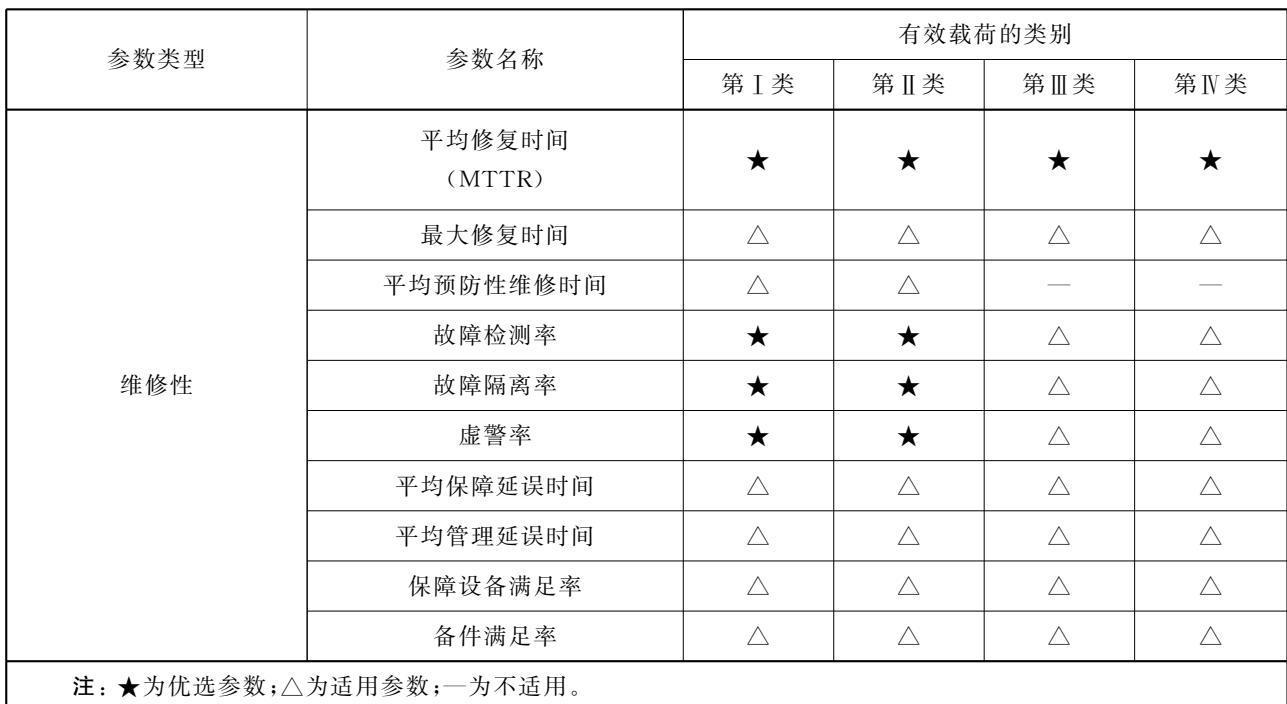 参数类型 参数名称 有效载荷的类别
第Ⅰ类 第Ⅱ类 第Ⅲ类 第Ⅳ类
维修性
平均修复时间
(MTTR) ★ ★ ★ ★
最大修复时间 △ △ △ △
平均预防性维修时间 △ △ — —
故障检测率 ★ ★ △ △
故障隔离率 ★ ★ △ △
虚警率 ★ ★ △ △
平均保障延误时间 △ △ △ △
平均管理延误时间 △ △ △ △
保障设备满足率 △ △ △ △
备件满足率 △ △ △ △
注:★为优选参数;△为适用参数;—为不适用。